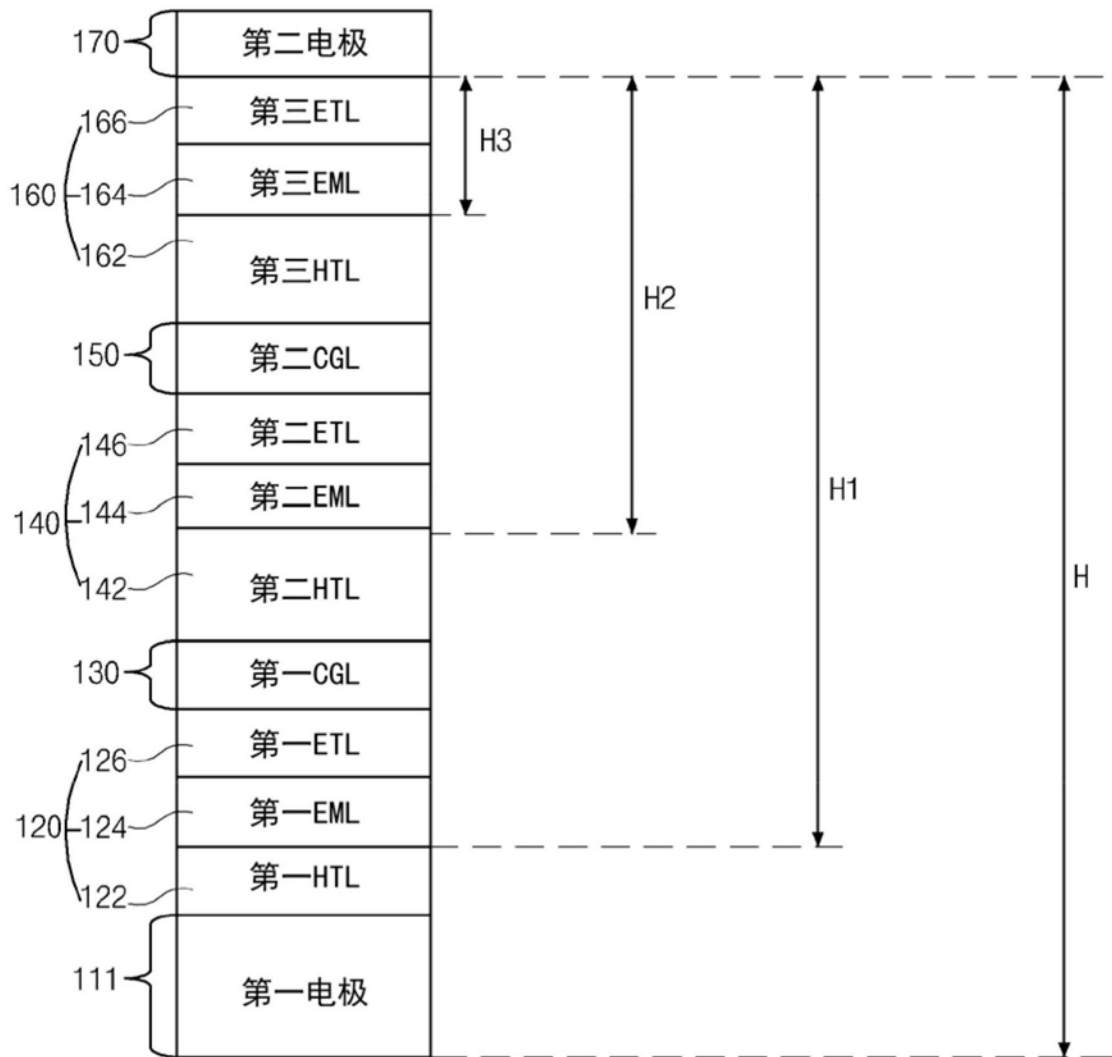 170 第二电极
166 第三ETL
H3
160 164 第三EML
162 第三HTL
H2
150 第二CGL
146 第二ETL
H1
140 144 第二EML
142 第二HTL
H
130 第一CGL
126 第一ETL
120 124 第一EML
122 第一HTL
111 第一电极